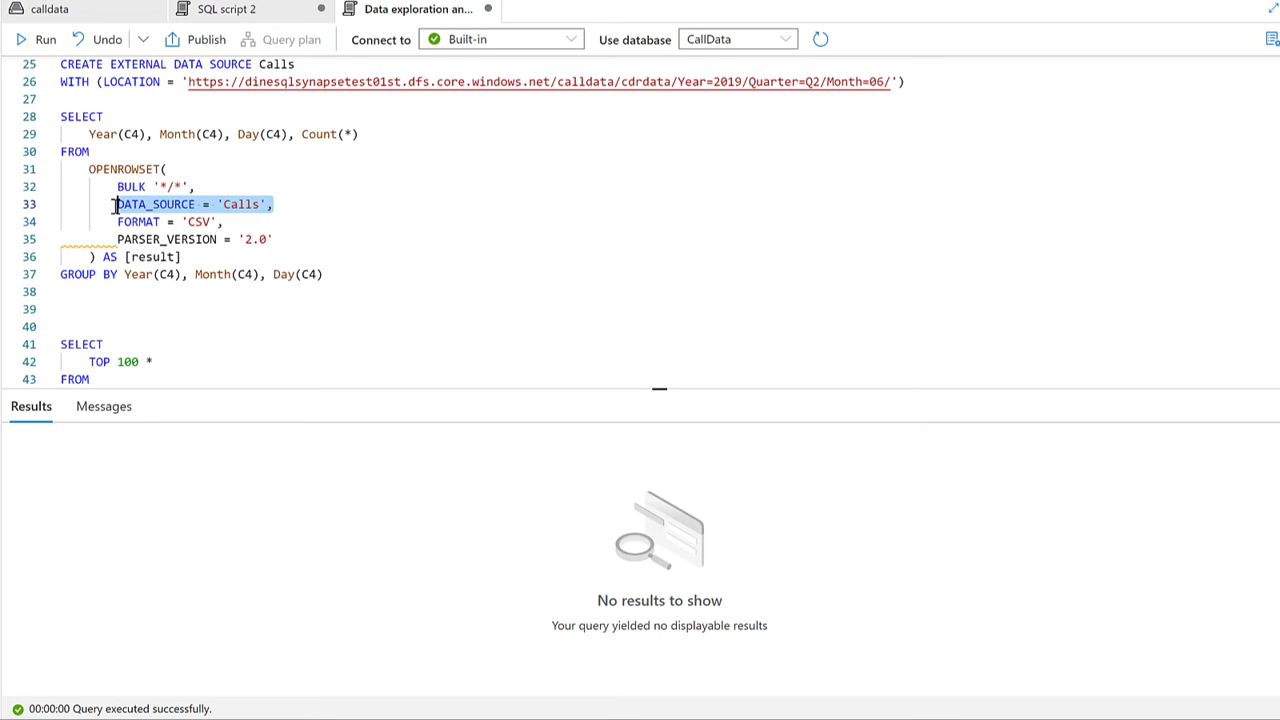 calldata
SQL script 2
Data exploration an...
Run
Undo
Publish
Query plan
Connect to
Built-in
Use database
CallData
25 CREATE EXTERNAL DATA SOURCE Calls
26 WITH (LOCATION = 'https://dinesqlsynapsetest01st.dfs.core.windows.net/calldata/cdrdata/Year=2019/Quarter=Q2/Month=06/')
27
28 SELECT
29 Year(C4), Month(C4), Day(C4), Count(*)
30 FROM
31 OPENROWSET(
32 BULK '*/*',
33 DATA_SOURCE = 'Calls',
34 FORMAT = 'CSV',
35 PARSER_VERSION = '2.0'
36 ) AS [result]
37 GROUP BY Year(C4), Month(C4), Day(C4)
38
39
40
41 SELECT
42 TOP 100 *
43 FROM
Results
Messages
No results to show
Your query yielded no displayable results
00:00:00 Query executed successfully.